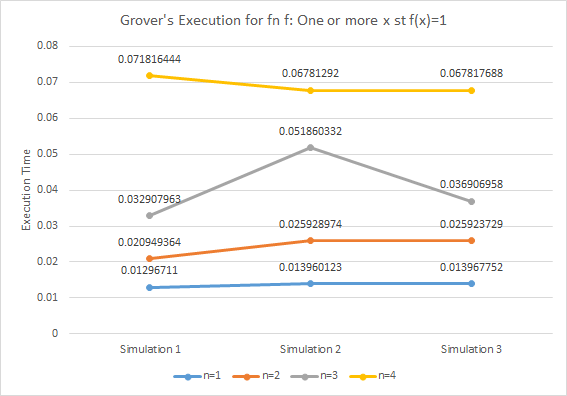 Grover's Execution for fn f: One or more x st f(x)=1
0.08
0.07
0.06
0.05
0.04
0.03
0.02
0.01
0
Execution Time
0.071816444
0.06781292
0.067817688
0.051860332
0.032907963
0.036906958
0.020949364
0.025928974
0.025923729
0.01296711
0.013960123
0.013967752
Simulation 1
Simulation 2
Simulation 3
n=1
n=2
n=3
n=4